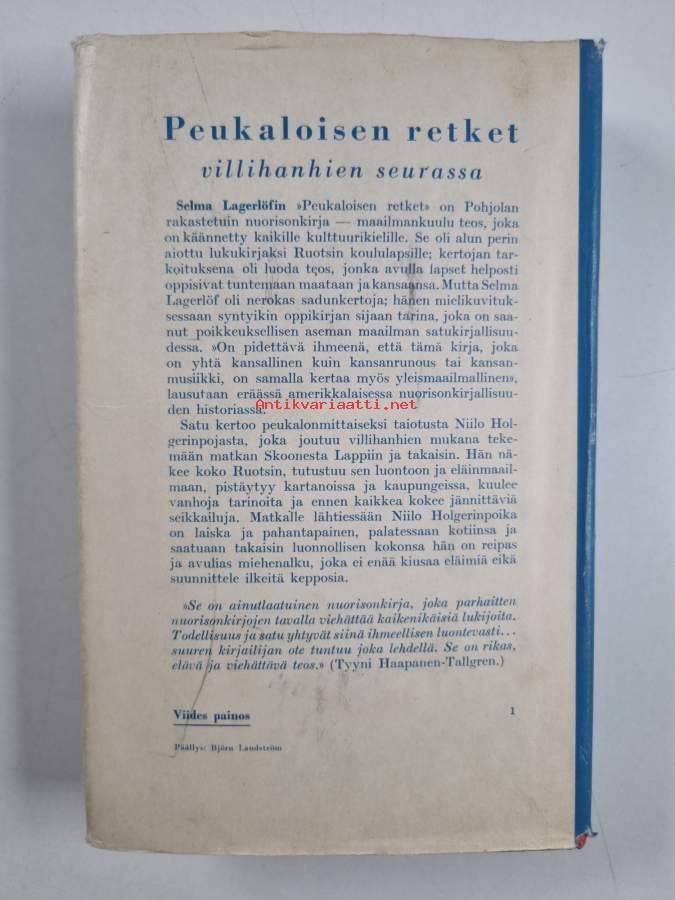 Peukaloisen retket
villihanhien seurassa
Selma Lagerlöfin »Peukaloisen retket» on Pohjolan
rakastetuin nuorisonkirja — maailmankuulu teos, joka
on käännetty kaikille kulttuurikielille. Se oli alun perin
aiottu lukukirjaksi Ruotsin koululapsille; kertojan tar-
koituksena oli luoda teos, jonka avulla lapset helposti
oppisivat tuntemaan maataan ja kansaansa. Mutta Selma
Lagerlöf oli nerokas sadunkertoja; hänen mielikuvituk-
sessaan syntyikin oppikirjan sijaan tarina, joka on saa-
nut poikkeuksellisen aseman maailman satukirjallisuu-
dessa. »On pidettävä ihmeenä, että tämä kirja, joka
on yhtä kansallinen kuin kansanrunous tai kansan-
musiikki, on samalla kertaa myös yleismaailmallinen»,
lausutaan eräässä amerikkalaisessa nuorisonkirjallisuu-
den historiassa.
Antikvariaatti.net
Satu kertoo peukalonmittaiseksi taiotusta Niilo Hol-
gerinpojasta, joka joutuu villihanhien mukana teke-
mään matkan Skoonesta Lappiin ja takaisin. Hän nä-
kee koko Ruotsin, tutustuu sen luontoon ja eläinmaail-
maan, pistäytyy kartanoissa ja kaupungeissa, kuulee
vanhoja tarinoita ja ennen kaikkea kokee jännittäviä
seikkailuja. Matkalle lähtiessään Niilo Holgerinpoika
on laiska ja pahantapainen, palatessaan kotiinsa ja
saatuaan takaisin luonnollisen kokonsa hän on reipas
ja avulias miehenalku, joka ei enää kiusaa eläimiä eikä
suunnittele ilkeitä kepposia.
»Se on ainutlaatuinen nuorisonkirja, joka parhaitten
nuorisonkirjojen tavalla viehättää kaikenikäisiä lukijoita.
Todellisuus ja satu yhtyvät siinä ihmeellisen luontevasti...
suuren kirjailijan ote tuntuu joka lehdellä. Se on rikas,
elävä ja viehättävä teos.» (Tyyni Haapanen-Tallgren.)
Viides painos
1
Päällys: Björn Landström